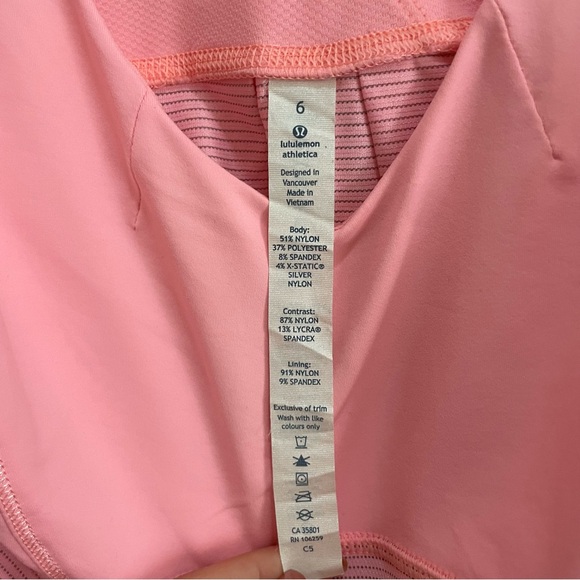 6
lululemon
athletica
Designed in
Vancouver
Made in
Vietnam
Body:
51% NYLON
37% POLYESTER
8% SPANDEX
4% X-STATIC®
SILVER
NYLON
Contrast:
87% NYLON
13% LYCRA®
SPANDEX
Lining:
91% NYLON
9% SPANDEX
Exclusive of trim
Wash with like
colours only
CA 35801
RN 106259
C5